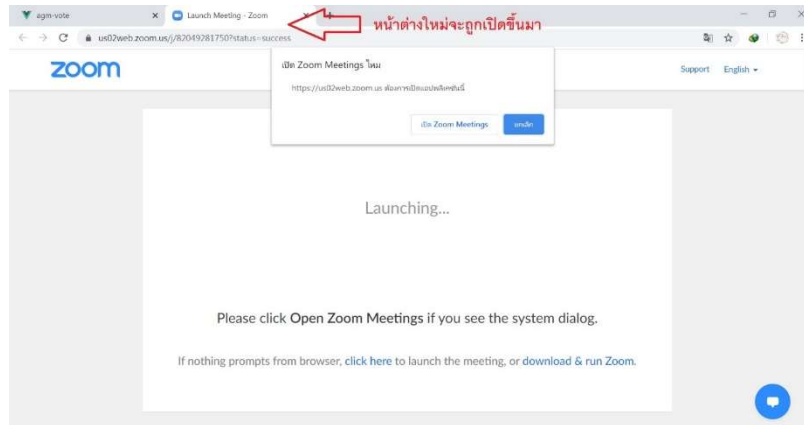 agm-vote
Launch Meeting - Zoom
หน้าต่างใหม่จะถูกเปิดขึ้นมา
us02web.zoom.us/j/82049281750?status=success
zoom
Support English
เปิด Zoom Meetings ไหม
https://us02web.zoom.us ต้องการเปิดแอปพลิเคชันนี้
เปิด Zoom Meetings ยกเลิก
Launching...
Please click Open Zoom Meetings if you see the system dialog.
If nothing prompts from browser, click here to launch the meeting, or download & run Zoom.